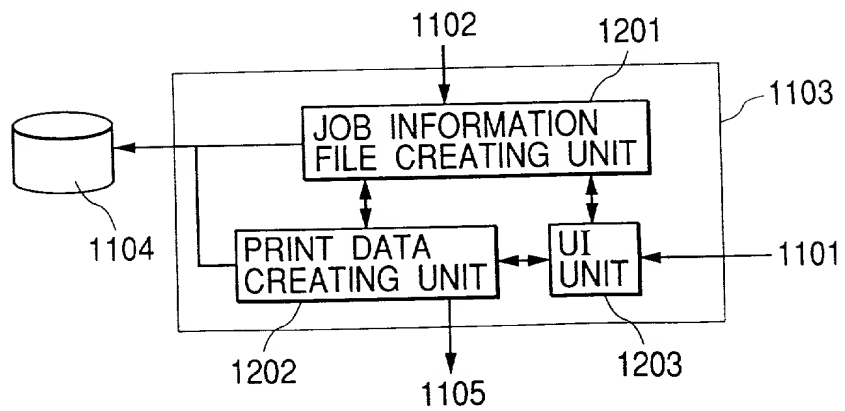 1102
1201
1103
JOB INFORMATION
FILE CREATING UNIT
1104
PRINT DATA
CREATING UNIT
UI
UNIT
1101
1202
1105
1203